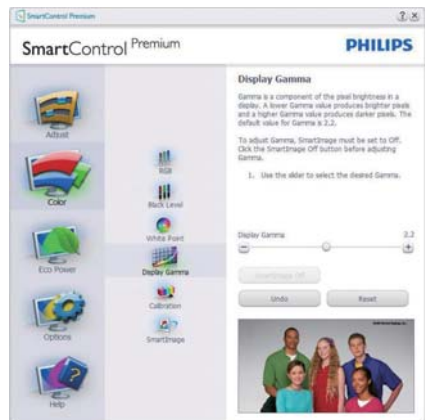 SmartControl Premium
SmartControl Premium
PHILIPS
Adjust
Color
Eco Power
Options
Help
RGB
Black Level
White Point
Display Gamma
Calibration
SmartImage
Display Gamma
Gamma is a component of the pixel brightness in a
display. A lower Gamma value produces brighter pixels
and a higher Gamma value produces darker pixels. The
default value for Gamma is 2.2.
To adjust Gamma, SmartImage must be set to Off.
Click the SmartImage Off button before adjusting
Gamma.
1. Use the slider to select the desired Gamma.
Display Gamma 2.2
SmartImage Off
Undo
Reset